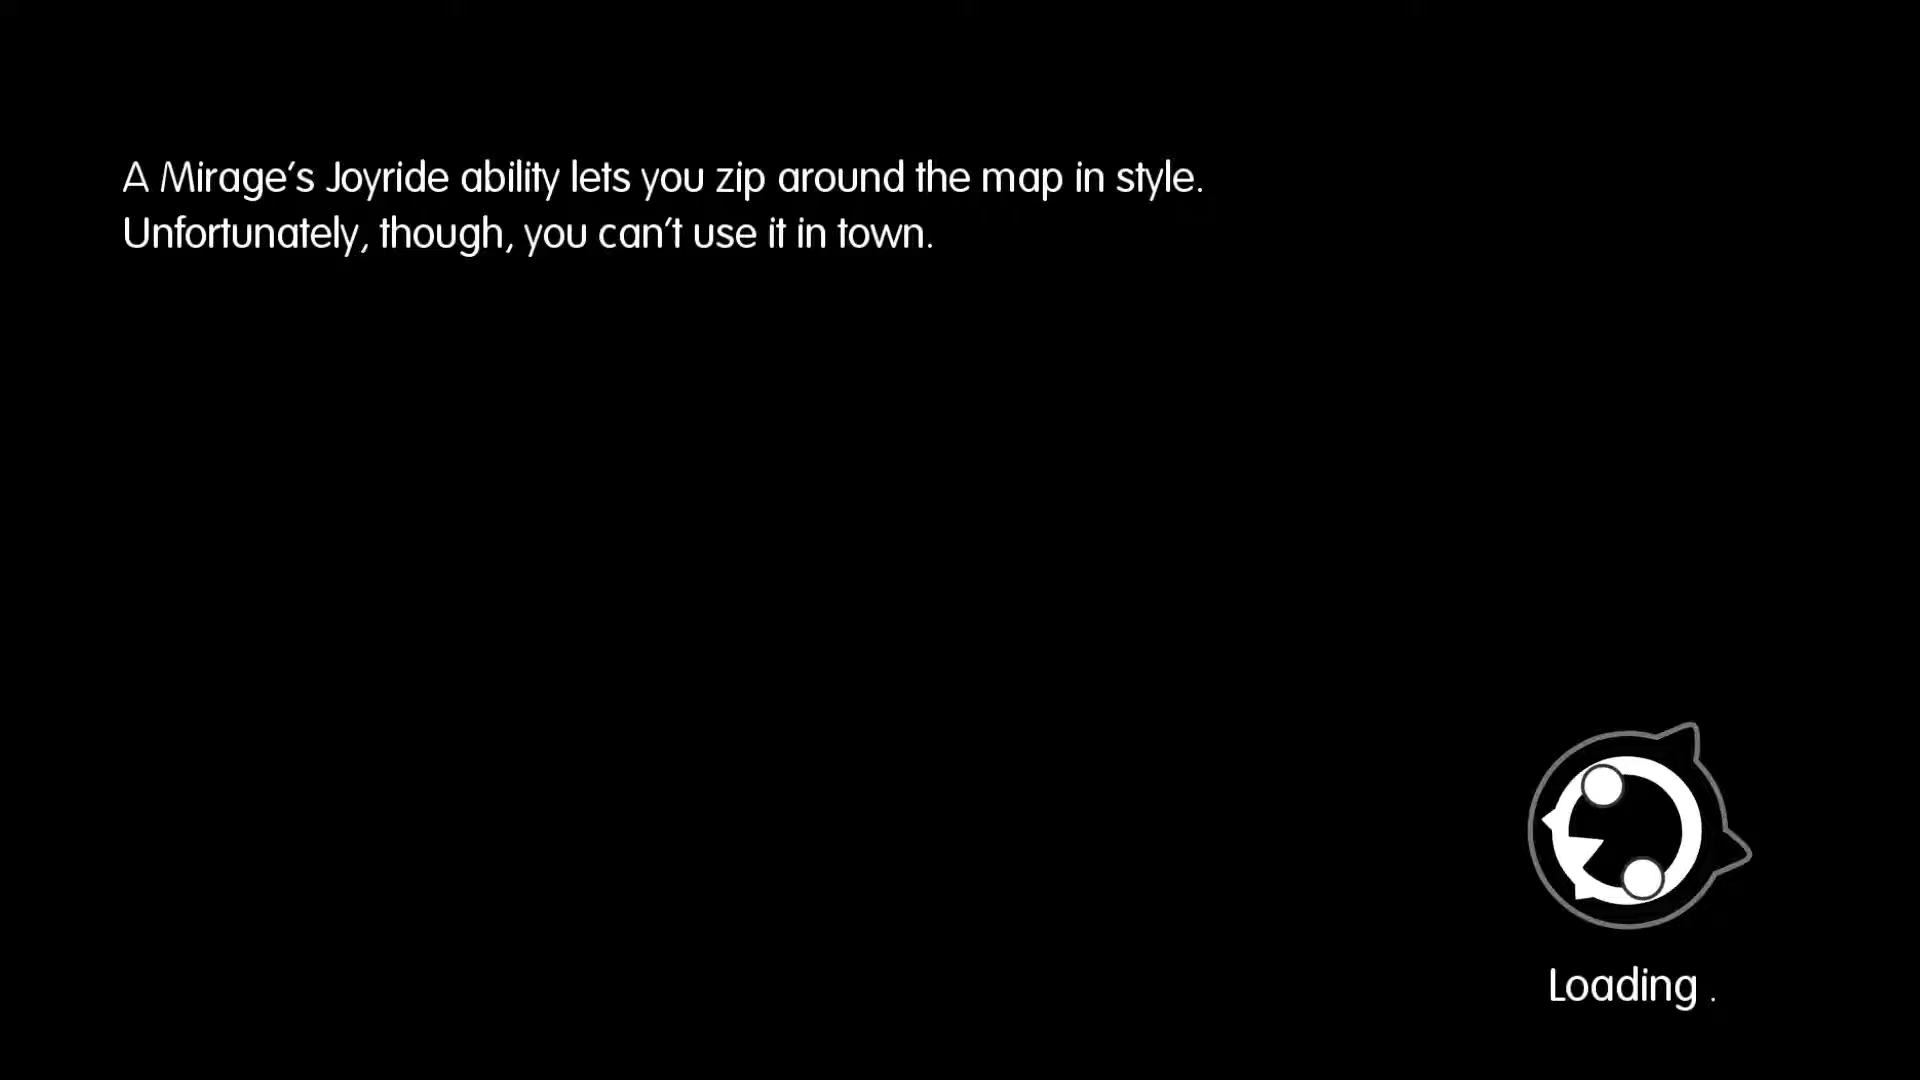 A Mirage's Joyride ability lets you zip around the map in style.
Unfortunately, though, you can't use it in town.
Loading .